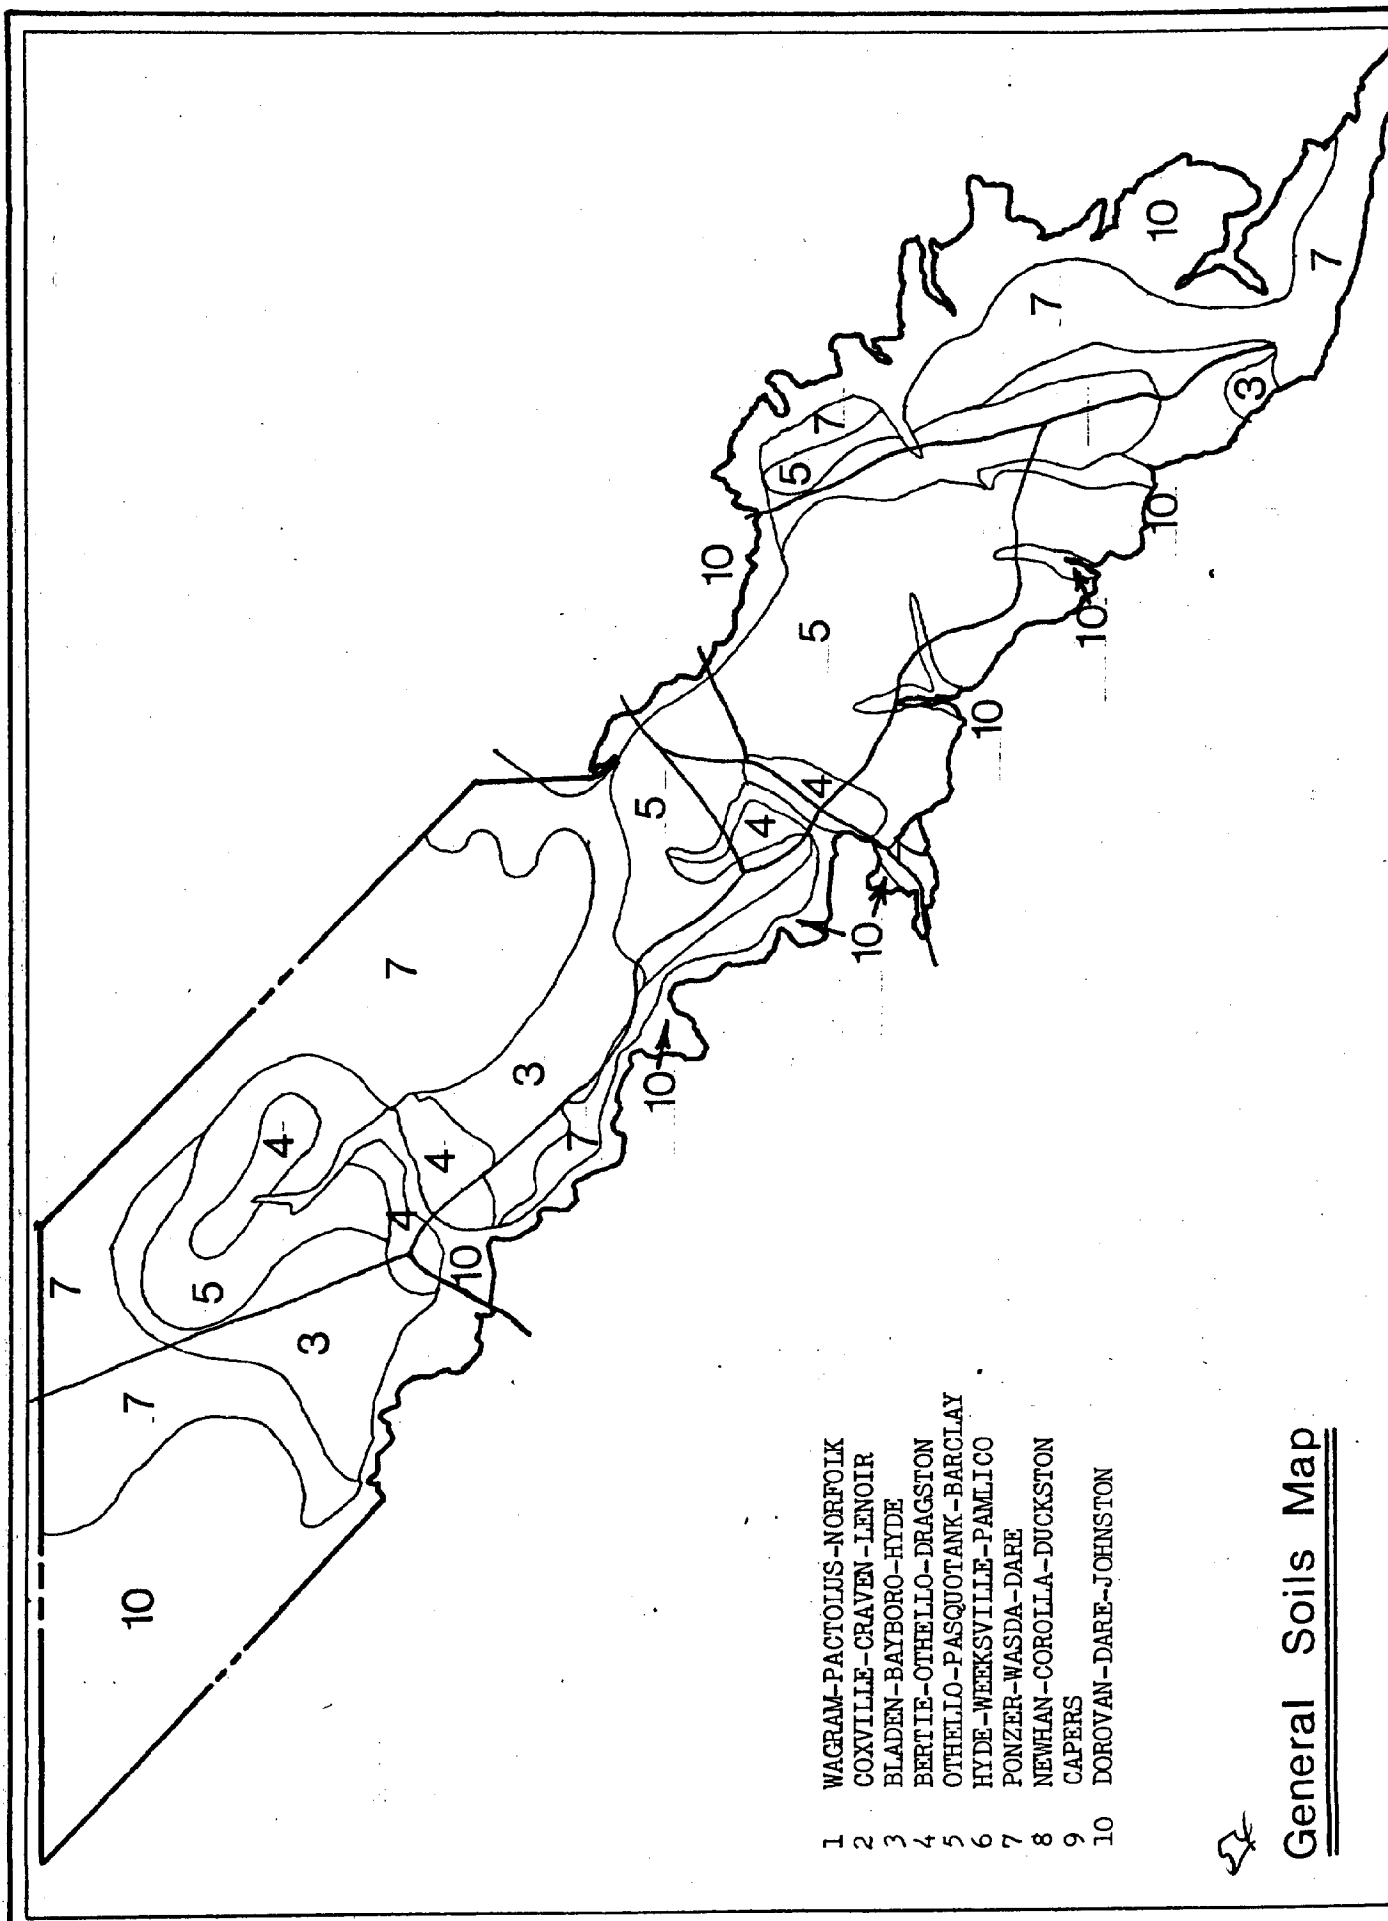 10
7
7
3
5
4
4
4
10
7
3
7
10
5
4
4
10
10
5
10
5
7
10
10
7
3
10
7
1 WAGRAM-PACTOLUS-NORFOLK
2 COXVILLE-CRAVEN-LENOIR
3 BLADEN-BAYBORO-HYDE
4 BERTIE-OTHELLO-DRAGSTON
5 OTHELLO-PASQUOTANK-BARCLAY
6 HYDE-WEEKSVILLE-PAMLICO
7 PONZER-WASDA-DARE
8 NEWHAN-COROLLA-DUCKSTON
9 CAPERS
10 DOROVAN-DARE-JOHNSTON
General Soils Map